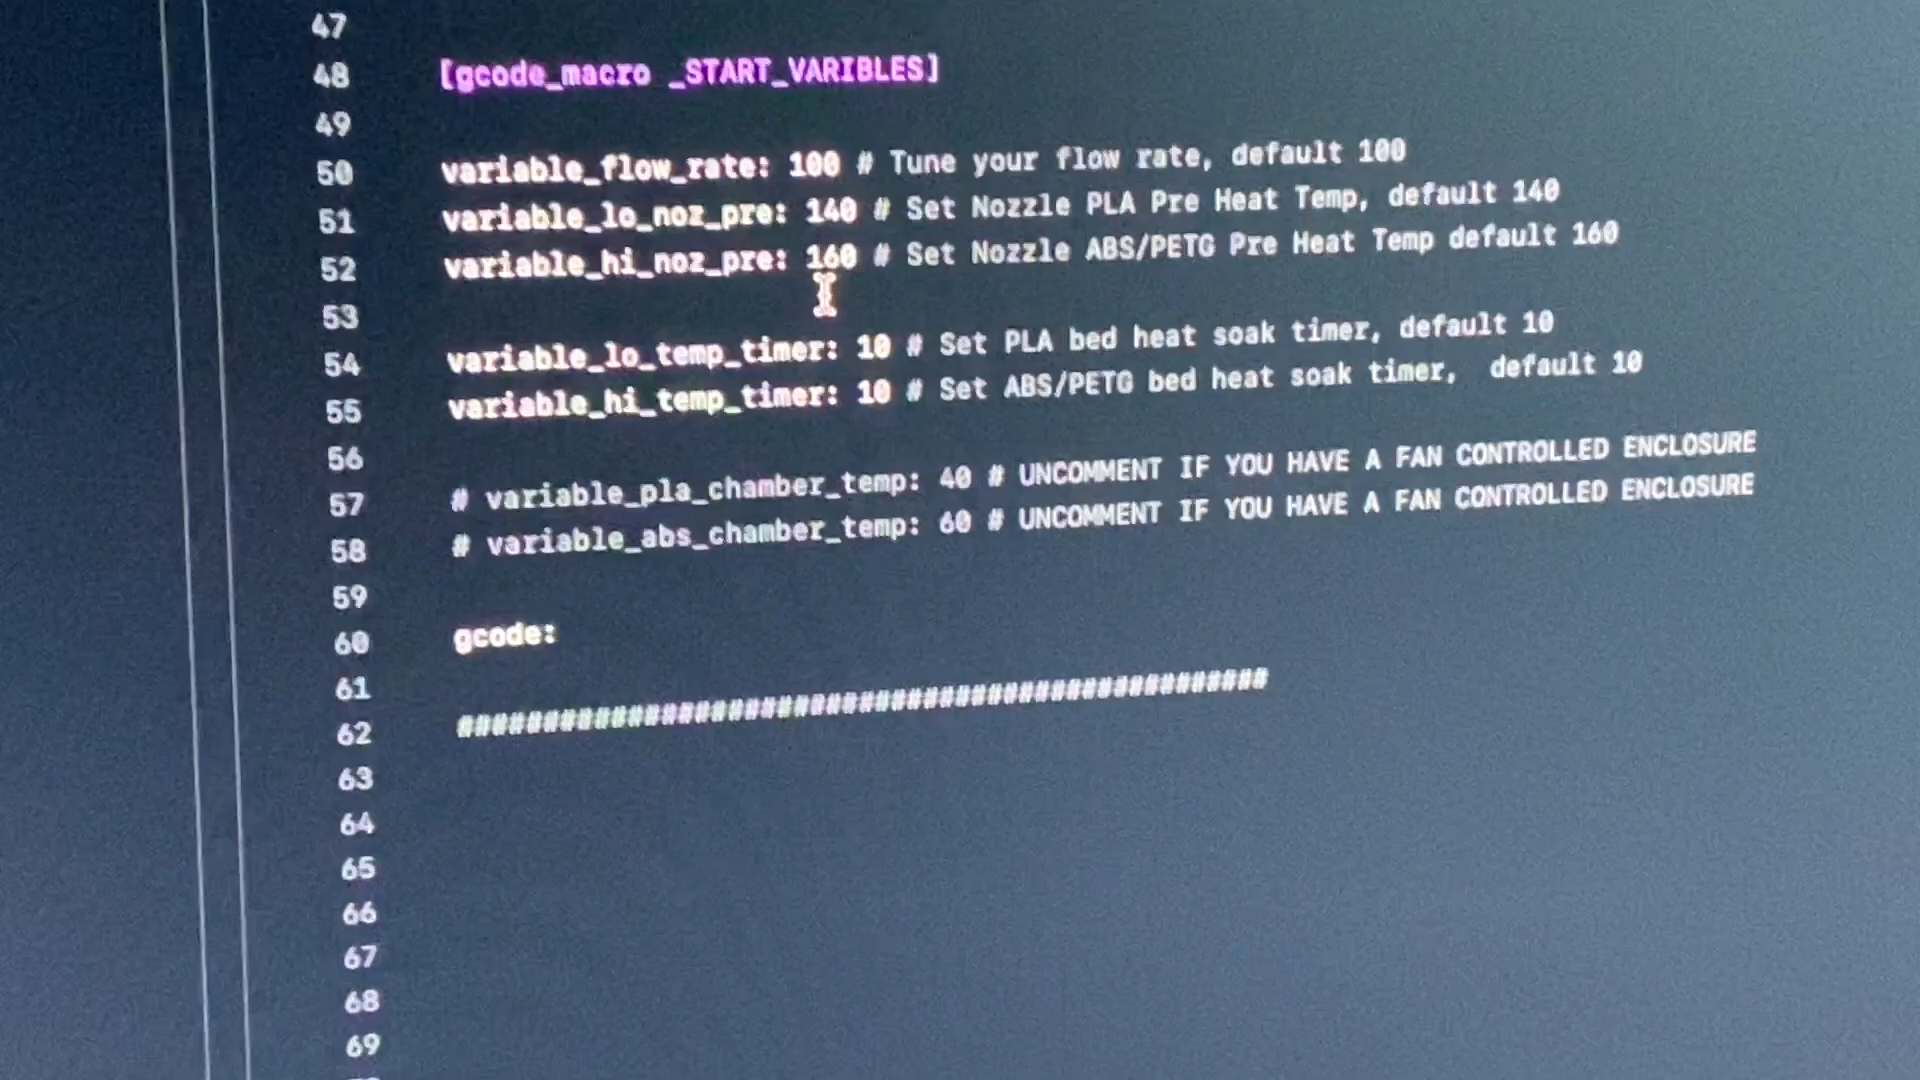 47
48 [gcode_macro _START_VARIBLES]
49
50 variable_flow_rate: 100 # Tune your flow rate, default 100
51 variable_lo_noz_pre: 140 # Set Nozzle PLA Pre Heat Temp, default 140
52 variable_hi_noz_pre: 160 # Set Nozzle ABS/PETG Pre Heat Temp default 160
53
54 variable_lo_temp_timer: 10 # Set PLA bed heat soak timer, default 10
55 variable_hi_temp_timer: 10 # Set ABS/PETG bed heat soak timer,  default 10
56
57 # variable_pla_chamber_temp: 40 # UNCOMMENT IF YOU HAVE A FAN CONTROLLED ENCLOSURE
58 # variable_abs_chamber_temp: 60 # UNCOMMENT IF YOU HAVE A FAN CONTROLLED ENCLOSURE
59
60 gcode:
61
62 ################################################
63
64
65
66
67
68
69